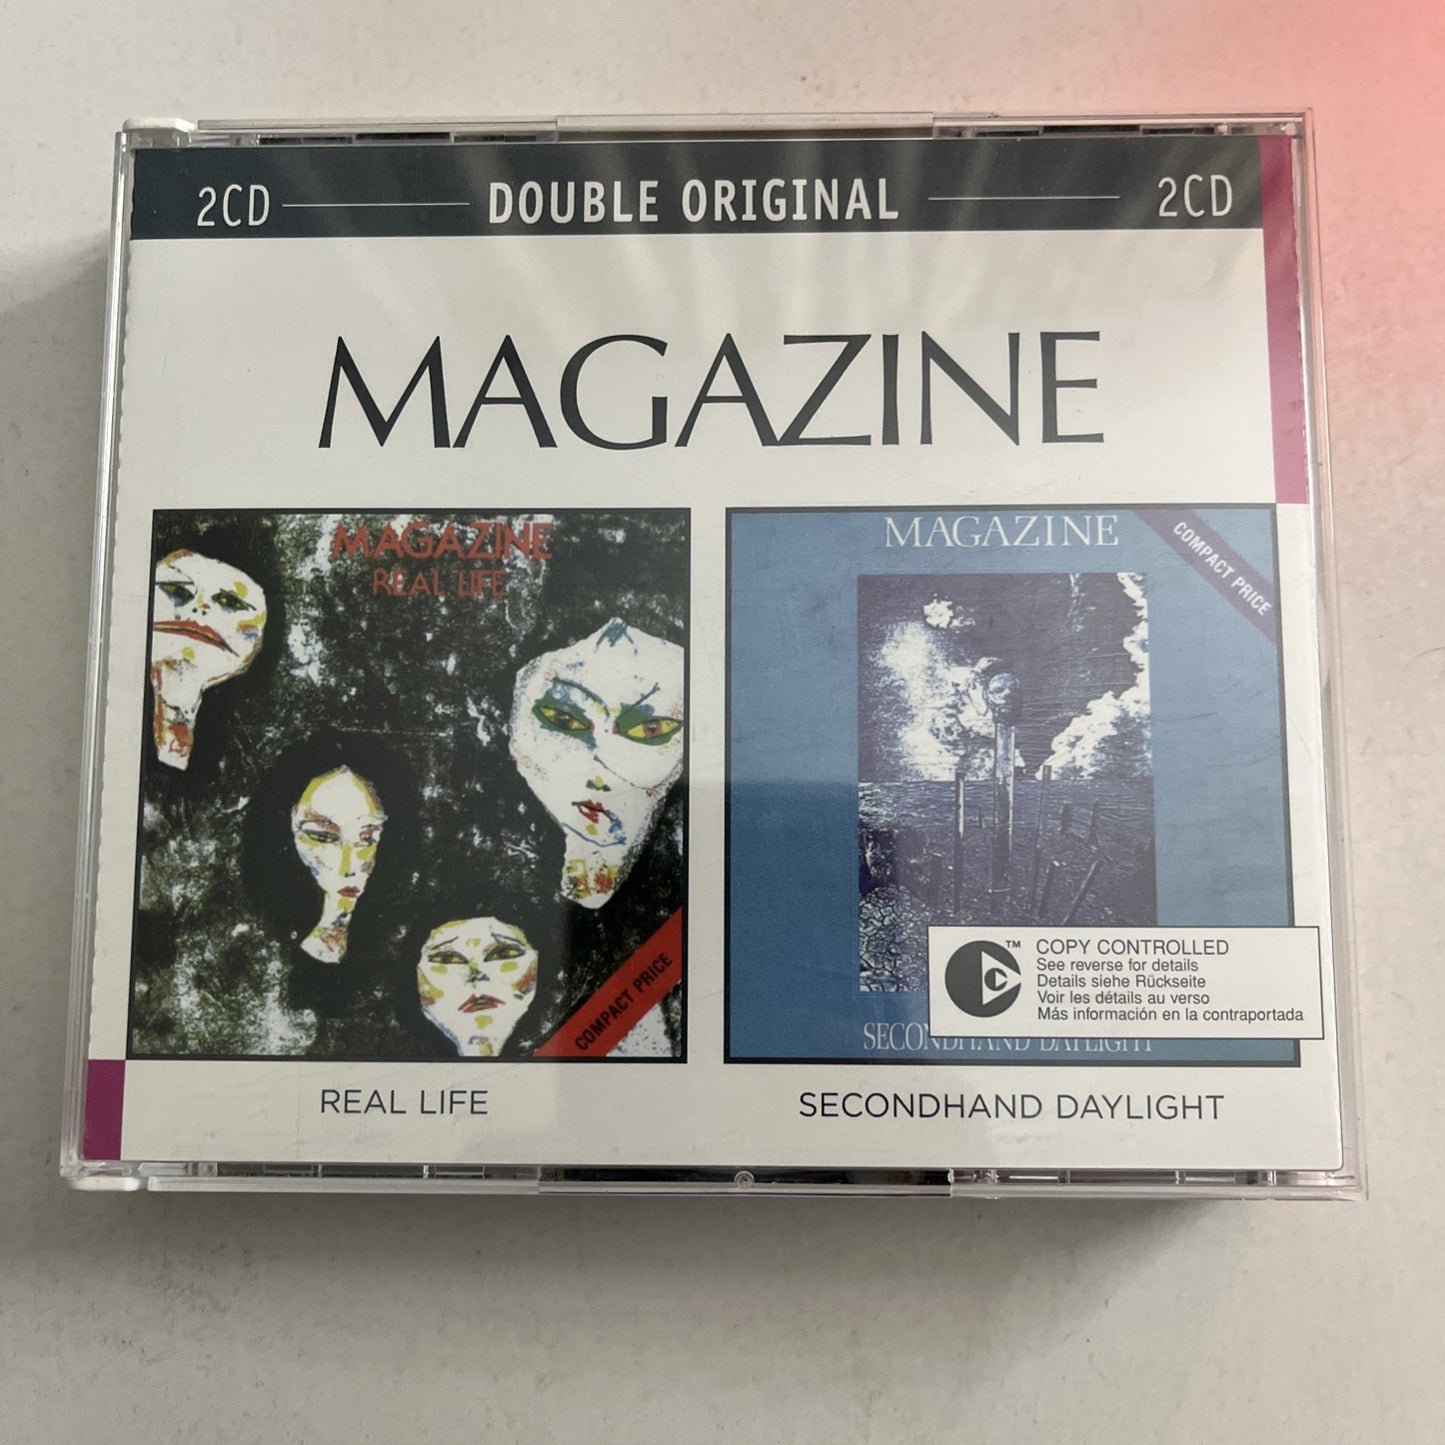 2CD DOUBLE ORIGINAL 2CD
MAGAZINE
MAGAZINE
REAL LIFE
COMPACT PRICE
MAGAZINE
COMPACT PRICE
SECONDHAND DAYLIGHT
C ™
COPY CONTROLLED
See reverse for details
Details siehe Rückseite
Voir les détails au verso
Más información en la contraportada
REAL LIFE
SECONDHAND DAYLIGHT